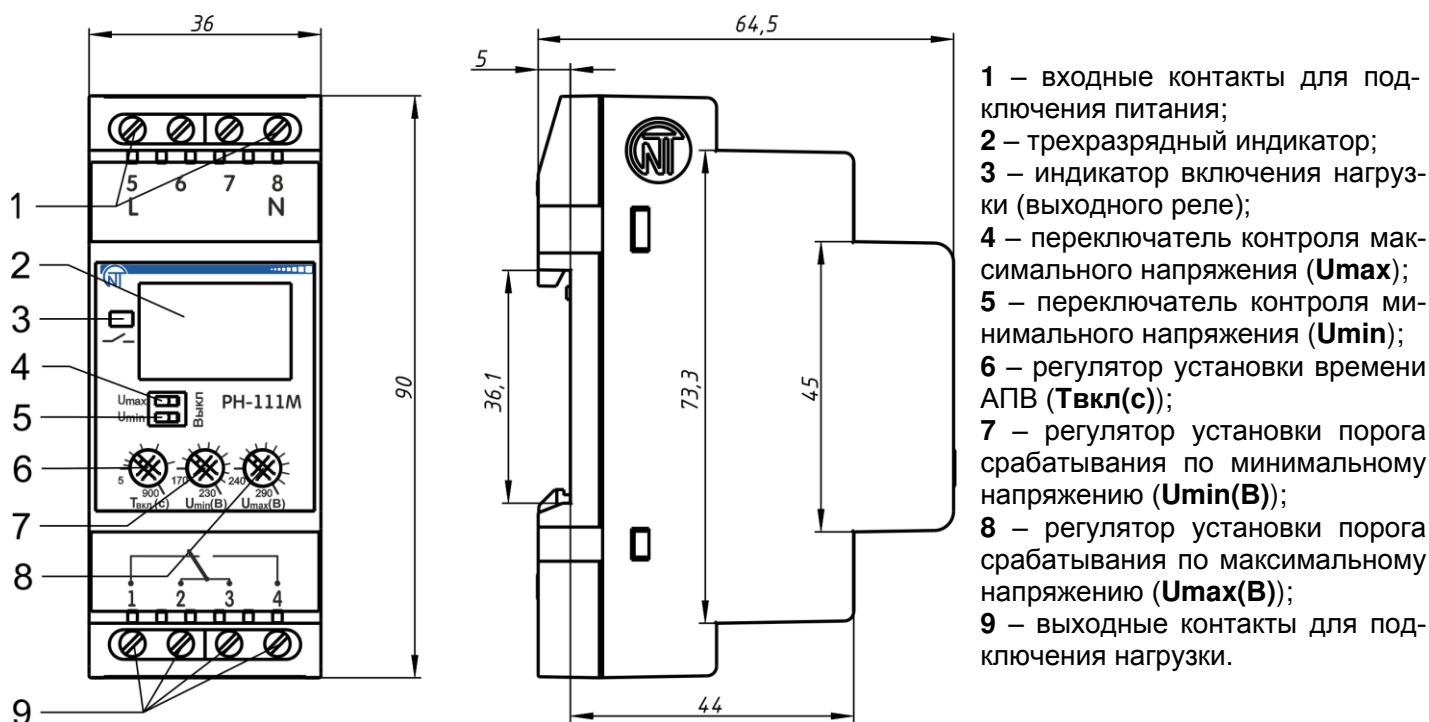 36
64,5
5
1 – входные контакты для под-
ключения питания;
2 – трехразрядный индикатор;
3 – индикатор включения нагруз-
ки (выходного реле);
4 – переключатель контроля мак-
симального напряжения (Umax);
5 – переключатель контроля ми-
нимального напряжения (Umin);
6 – регулятор установки времени
АПВ (Твкл(с));
7 – регулятор установки порога
срабатывания по минимальному
напряжению (Umin(В));
8 – регулятор установки порога
срабатывания по максимальному
напряжению (Umax(В));
9 – выходные контакты для под-
ключения нагрузки.
5 6 7 8
L N
1
2
3
4
5
6
7
8
9
NT
Umax
Umin
Выкл
РН-111М
5 170 240
900 230 290
Твкл(с) Umin(В) Umax(В)
1 2 3 4
90
NT
36,1
73,3
45
44